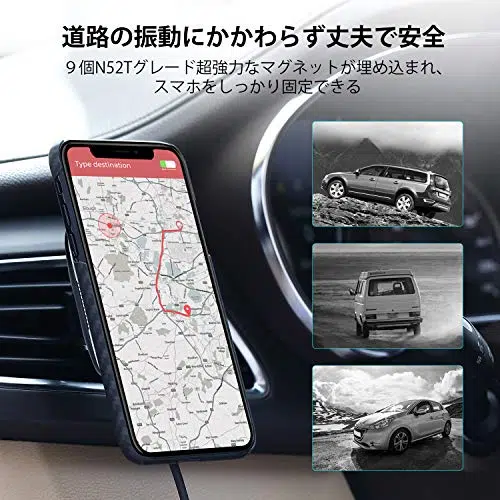 道路の振動にかかわらず丈夫で安全
９個N52Tグレード超強力なマグネットが埋め込まれ、
スマホをしっかり固定できる
Type destination